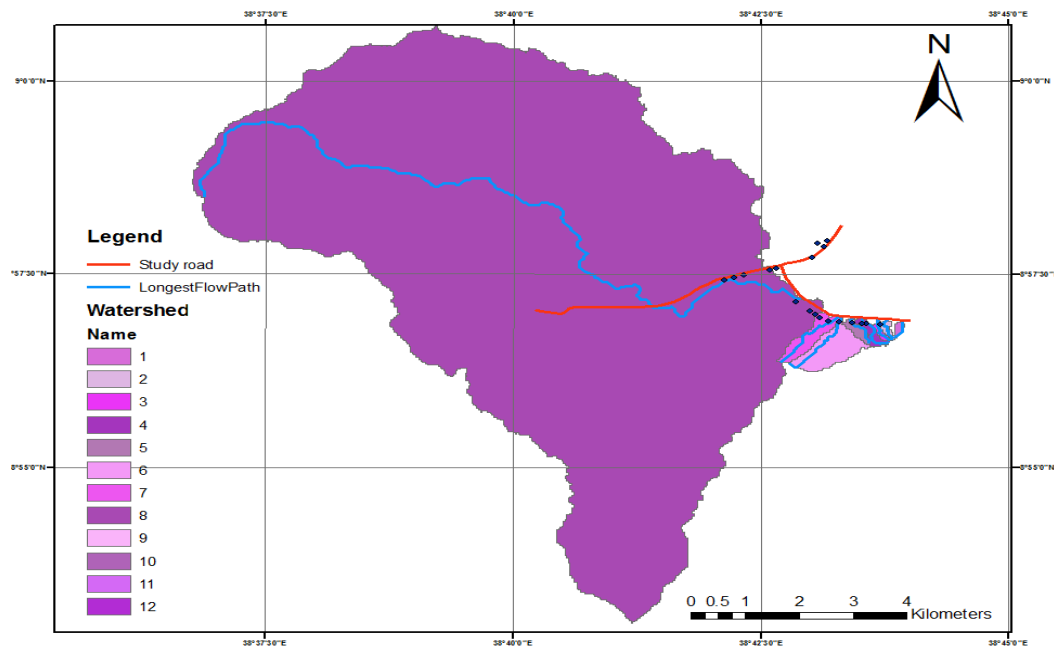 38°37'30"E 38°40'0"E 38°42'30"E 38°45'0"E
N
9°0'0"N 9°0'0"N
Legend
Study road
°57'30"N 8°57'30"N
LongestFlowPath
Watershed
Name
1
2
3
4
5
8°55'0"N 8°55'0"N
6
7
8
9
10
11
12
0 0.5 1 2 3 4
Kilometers
38°37'30"E 38°40'0"E 38°42'30"E 38°45'0"E